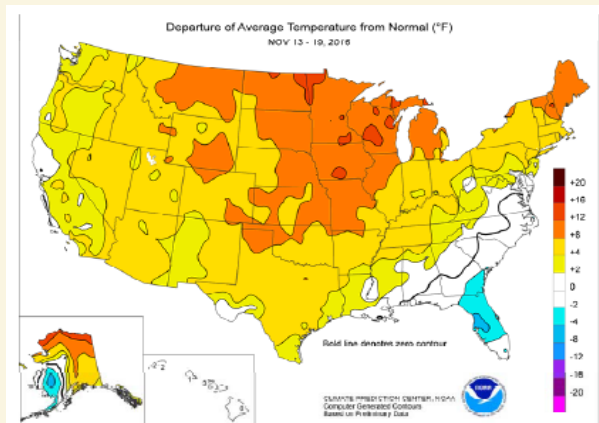 Departure of Average Temperature from Normal (°F)
NOV 13 - 19, 2016
+20
+16
+12
+8
+4
+2
-2
-4
-8
-12
-16
-20
Bold line denotes zero contour
CLIMATE PREDICTION CENTER, NOAA
Computer Generated Contours
Based on Preliminary Data